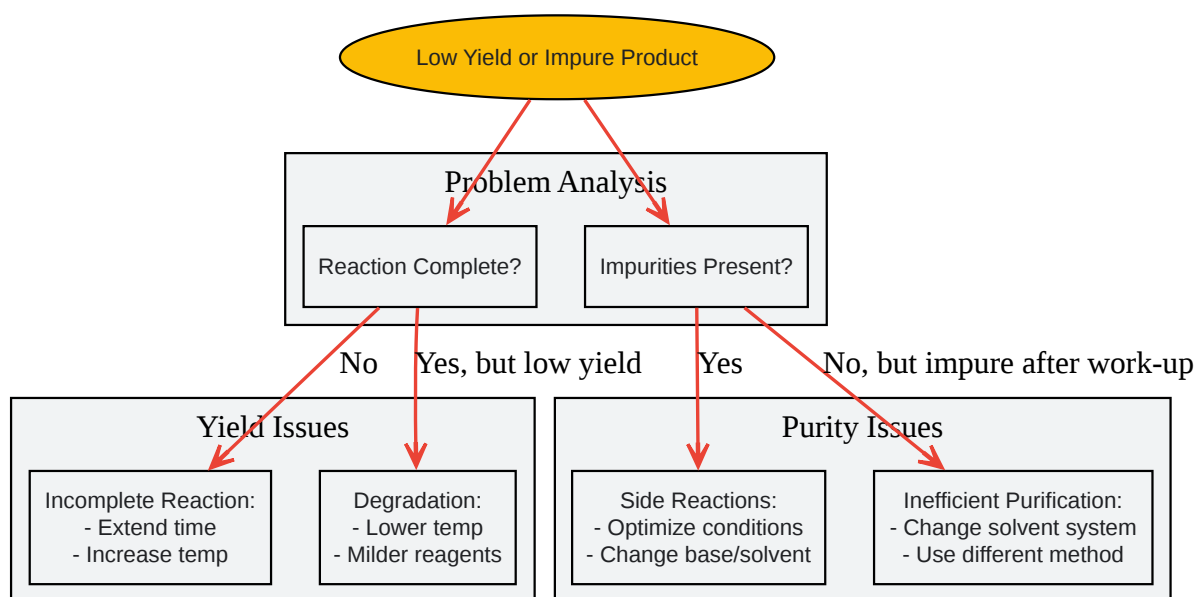 Low Yield or Impure Product
Problem Analysis
Reaction Complete?
Impurities Present?
No
Yes, but low yield
Yes
No, but impure after work-up
Yield Issues
Purity Issues
Incomplete Reaction:
- Extend time
- Increase temp
Degradation:
- Lower temp
- Milder reagents
Side Reactions:
- Optimize conditions
- Change base/solvent
Inefficient Purification:
- Change solvent system
- Use different method